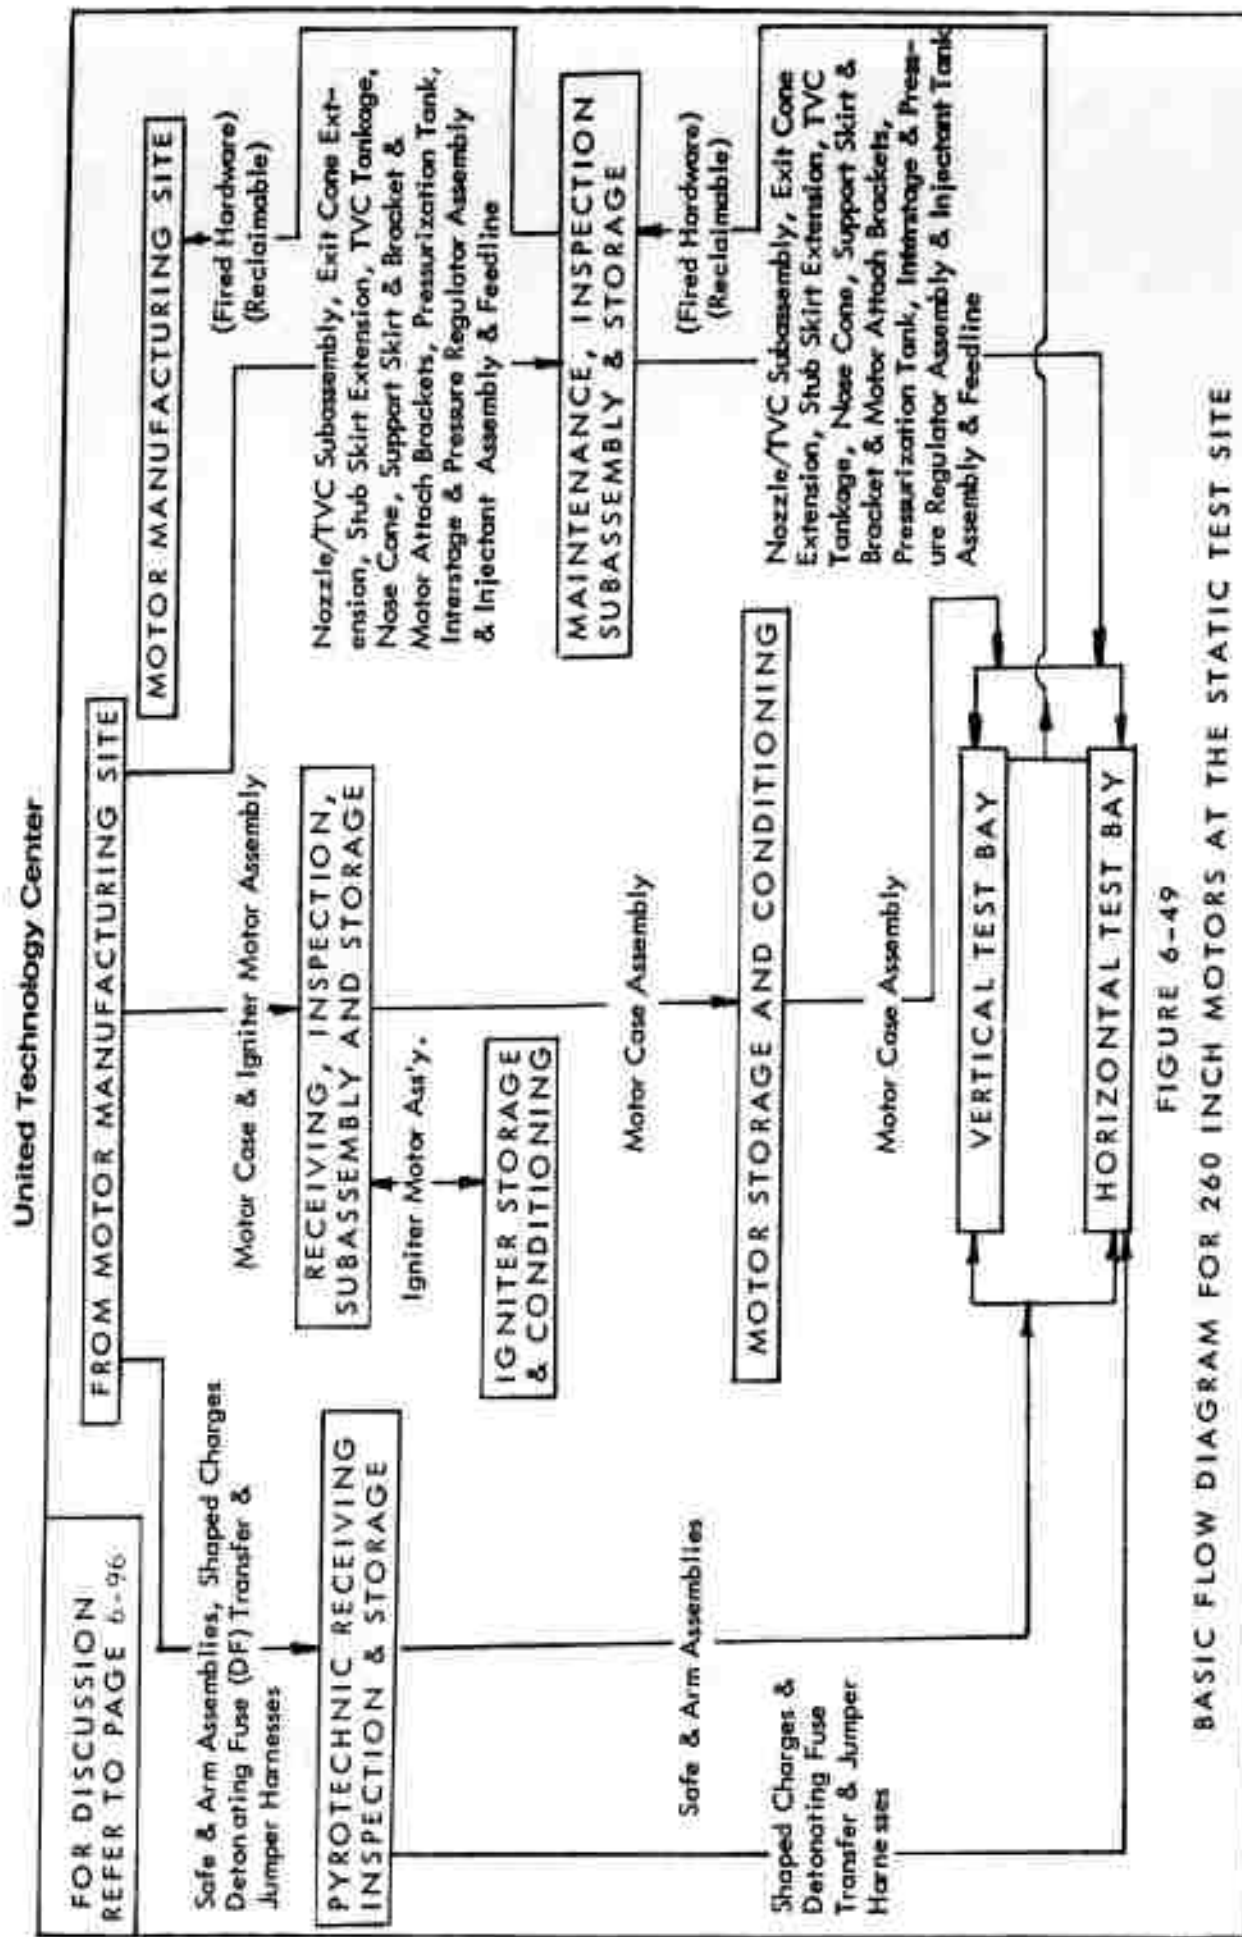 United Technology Center
FOR DISCUSSION
REFER TO PAGE 6-96
FROM MOTOR MANUFACTURING SITE
MOTOR MANUFACTURING SITE
Safe & Arm Assemblies, Shaped Charges
Detonating Fuse (DF) Transfer &
Jumper Harnesses
Motor Case & Igniter Motor Assembly
(Fired Hardware)
(Reclaimable)
PYROTECHNIC RECEIVING
INSPECTION & STORAGE
RECEIVING, INSPECTION,
SUBASSEMBLY AND STORAGE
Nozzle/TVC Subassembly, Exit Cone Ext-
ension, Stub Skirt Extension, TVC Tankage,
Nose Cone, Support Skirt & Bracket &
Motor Attach Brackets, Pressurization Tank,
Interstage & Pressure Regulator Assembly
& Injectant Assembly & Feedline
Igniter Motor Ass'y.
IGNITER STORAGE
& CONDITIONING
MAINTENANCE, INSPECTION
SUBASSEMBLY & STORAGE
Motor Case Assembly
(Fired Hardware)
(Reclaimable)
Safe & Arm Assemblies
MOTOR STORAGE AND CONDITIONING
Shaped Charges &
Detonating Fuse
Transfer & Jumper
Harnesses
Nozzle/TVC Subassembly, Exit Cone
Extension, Stub Skirt Extension, TVC
Tankage, Nose Cone, Support Skirt &
Bracket & Motor Attach Brackets,
Pressurization Tank, Interstage & Press-
ure Regulator Assembly & Injectant Tank
Assembly & Feedline
Motor Case Assembly
VERTICAL TEST BAY
HORIZONTAL TEST BAY
FIGURE 6-49
BASIC FLOW DIAGRAM FOR 260 INCH MOTORS AT THE STATIC TEST SITE